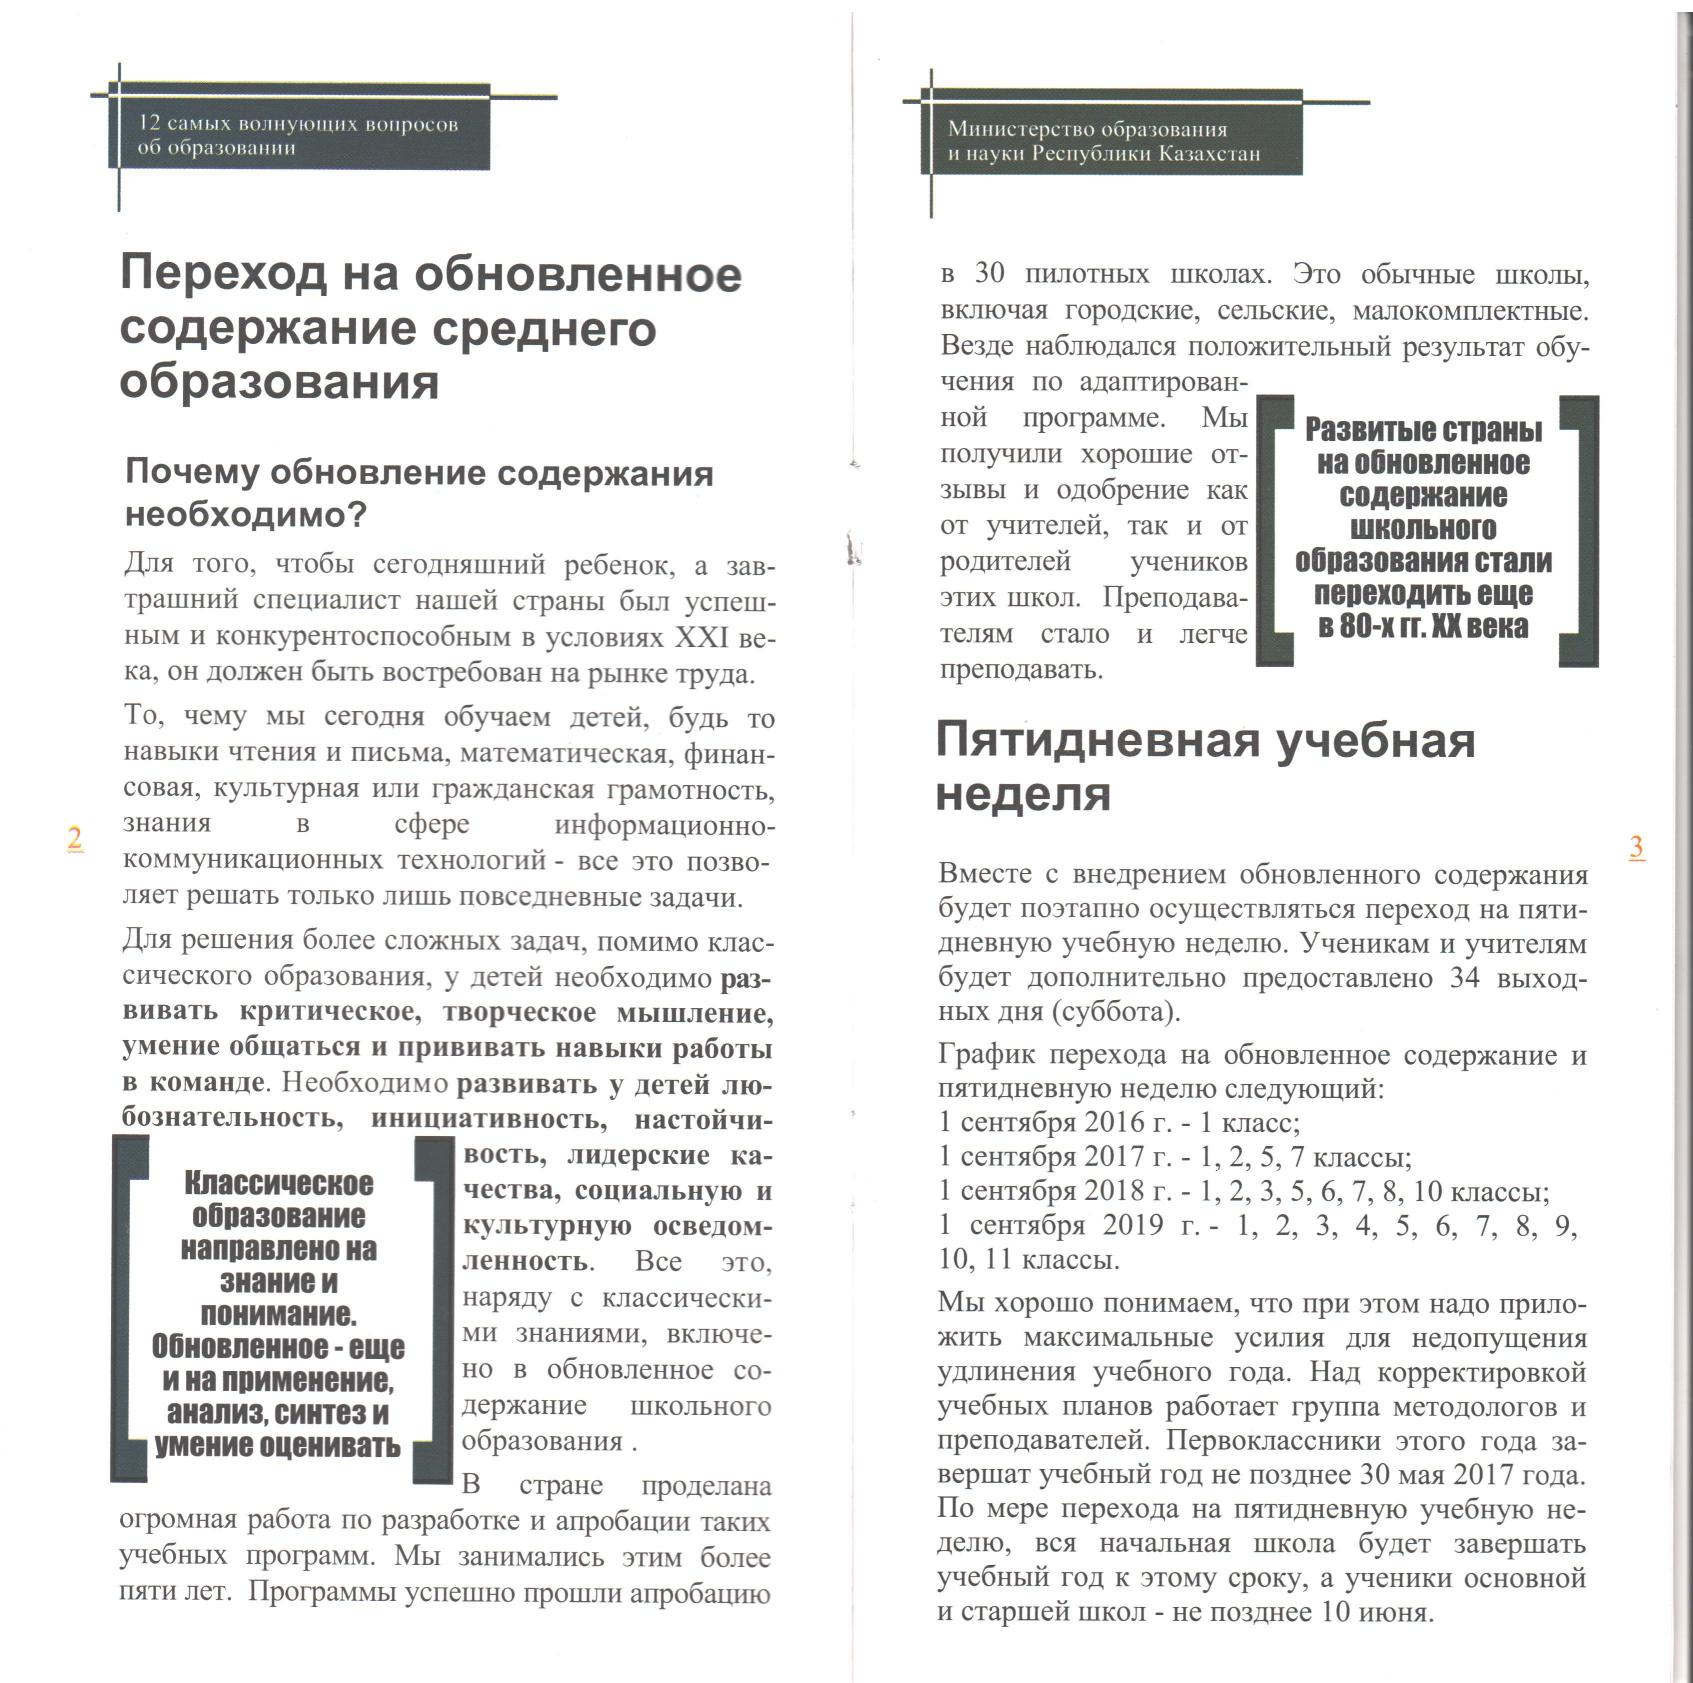 12 самых волнующих вопросов
об образовании
Переход на обновленное
содержание среднего
образования
Почему обновление содержания
необходимо?
Для того, чтобы сегодняшний ребенок, а зав-
трашний специалист нашей страны был успеш-
ным и конкурентоспособным в условиях XXI ве-
ка, он должен быть востребован на рынке труда.
То, чему мы сегодня обучаем детей, будь то
навыки чтения и письма, математическая, финан-
совая, культурная или гражданская грамотность,
знания в сфере информационно-
коммуникационных технологий - все это позво-
ляет решать только лишь повседневные задачи.
Для решения более сложных задач, помимо клас-
сического образования, у детей необходимо раз-
вивать критическое, творческое мышление,
умение общаться и прививать навыки работы
в команде. Необходимо развивать у детей лю-
бознательность, инициативность, настойчи-
вость, лидерские ка-
чества, социальную и
культурную осведом-
ленность. Все это,
наряду с классически-
ми знаниями, включе-
но в обновленное со-
держание школьного
образования .
Классическое
образование
направлено на
знание и
понимание.
Обновленное - еще
и на применение,
анализ, синтез и
умение оценивать
В стране проделана
огромная работа по разработке и апробации таких
учебных программ. Мы занимались этим более
пяти лет. Программы успешно прошли апробацию
2
Министерство образования
и науки Республики Казахстан
в 30 пилотных школах. Это обычные школы,
включая городские, сельские, малокомплектные.
Везде наблюдался положительный результат обу-
чения по адаптирован-
ной программе. Мы
получили хорошие от-
зывы и одобрение как
от учителей, так и от
родителей учеников
этих школ. Преподава-
телям стало и легче
преподавать.
Развитые страны
на обновленное
содержание
школьного
образования стали
переходить еще
в 80-х гг. XX века
Пятидневная учебная
неделя
Вместе с внедрением обновленного содержания
будет поэтапно осуществляться переход на пяти-
дневную учебную неделю. Ученикам и учителям
будет дополнительно предоставлено 34 выход-
ных дня (суббота).
График перехода на обновленное содержание и
пятидневную неделю следующий:
1 сентября 2016 г. - 1 класс;
1 сентября 2017 г. - 1, 2, 5, 7 классы;
1 сентября 2018 г. - 1, 2, 3, 5, 6, 7, 8, 10 классы;
1 сентября 2019 г. - 1, 2, 3, 4, 5, 6, 7, 8, 9,
10, 11 классы.
Мы хорошо понимаем, что при этом надо прило-
жить максимальные усилия для недопущения
удлинения учебного года. Над корректировкой
учебных планов работает группа методологов и
преподавателей. Первоклассники этого года за-
вершат учебный год не позднее 30 мая 2017 года.
По мере перехода на пятидневную учебную не-
делю, вся начальная школа будет завершать
учебный год к этому сроку, а ученики основной
и старшей школ - не позднее 10 июня.
3